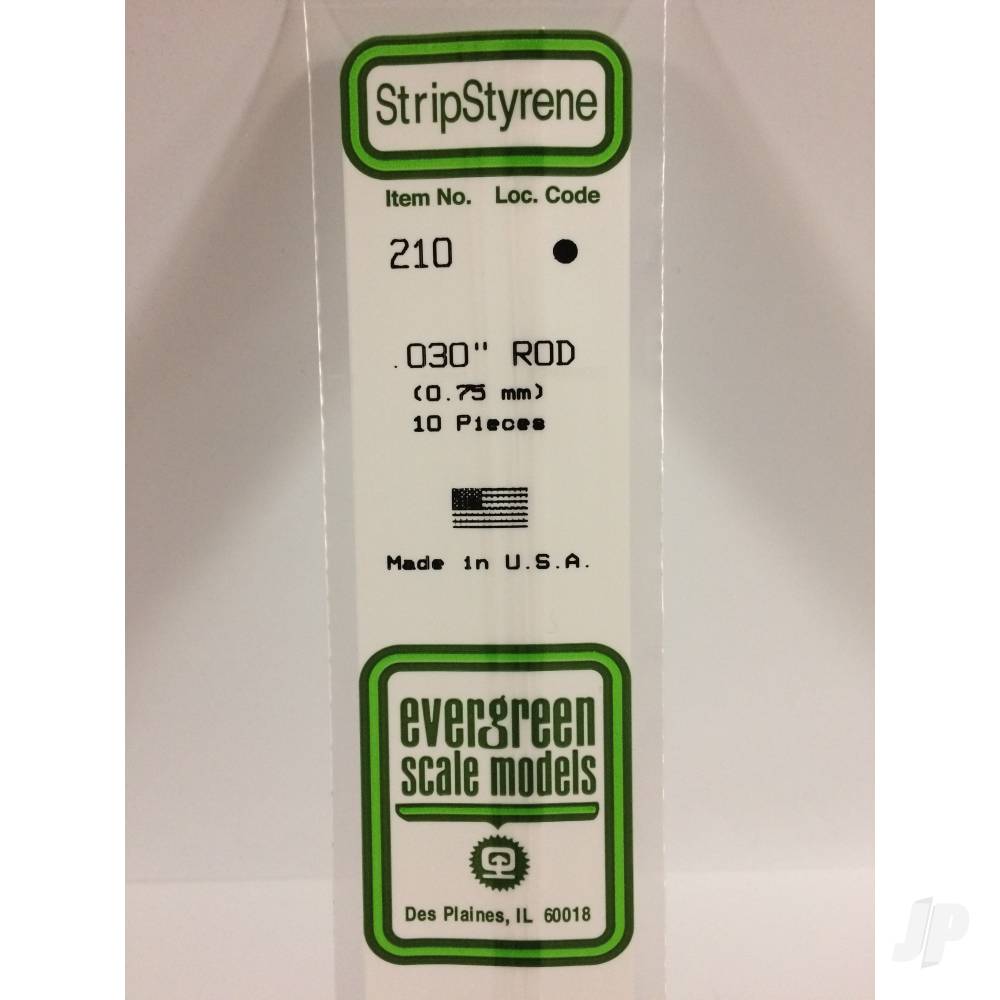 StripStyrene
Item No. Loc. Code
210 ●
.030" ROD
(0.75 mm)
10 Pieces
Made in U.S.A.
evergreen
scale models
Des Plaines, IL 60018
JP